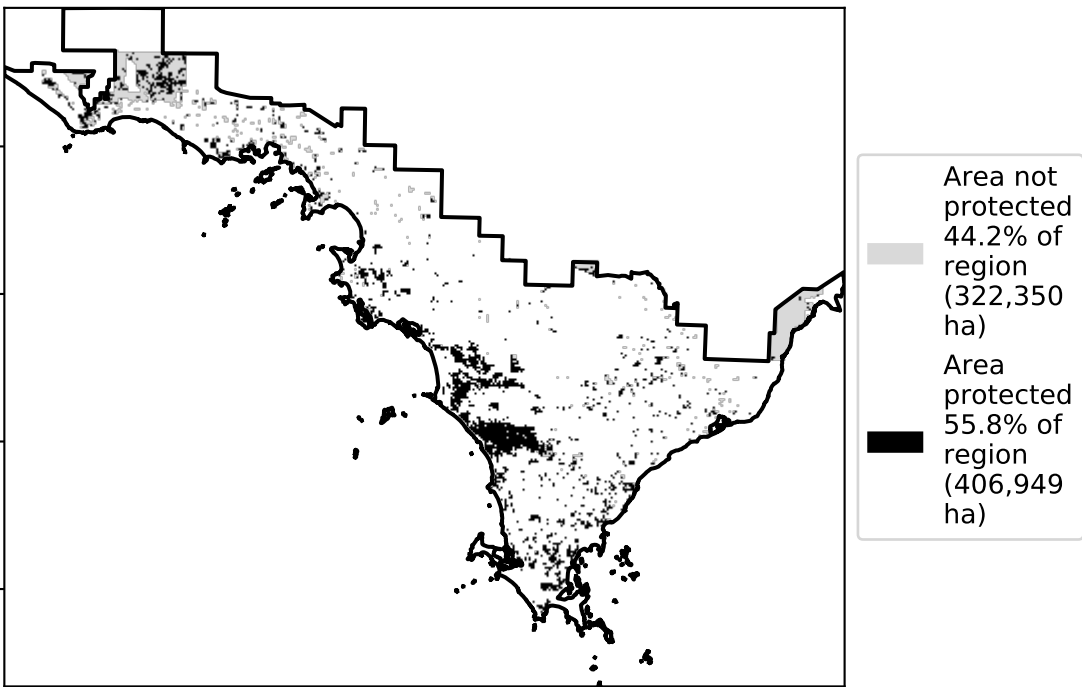 Area not
protected
44.2% of
region
(322,350
ha)
Area
protected
55.8% of
region
(406,949
ha)